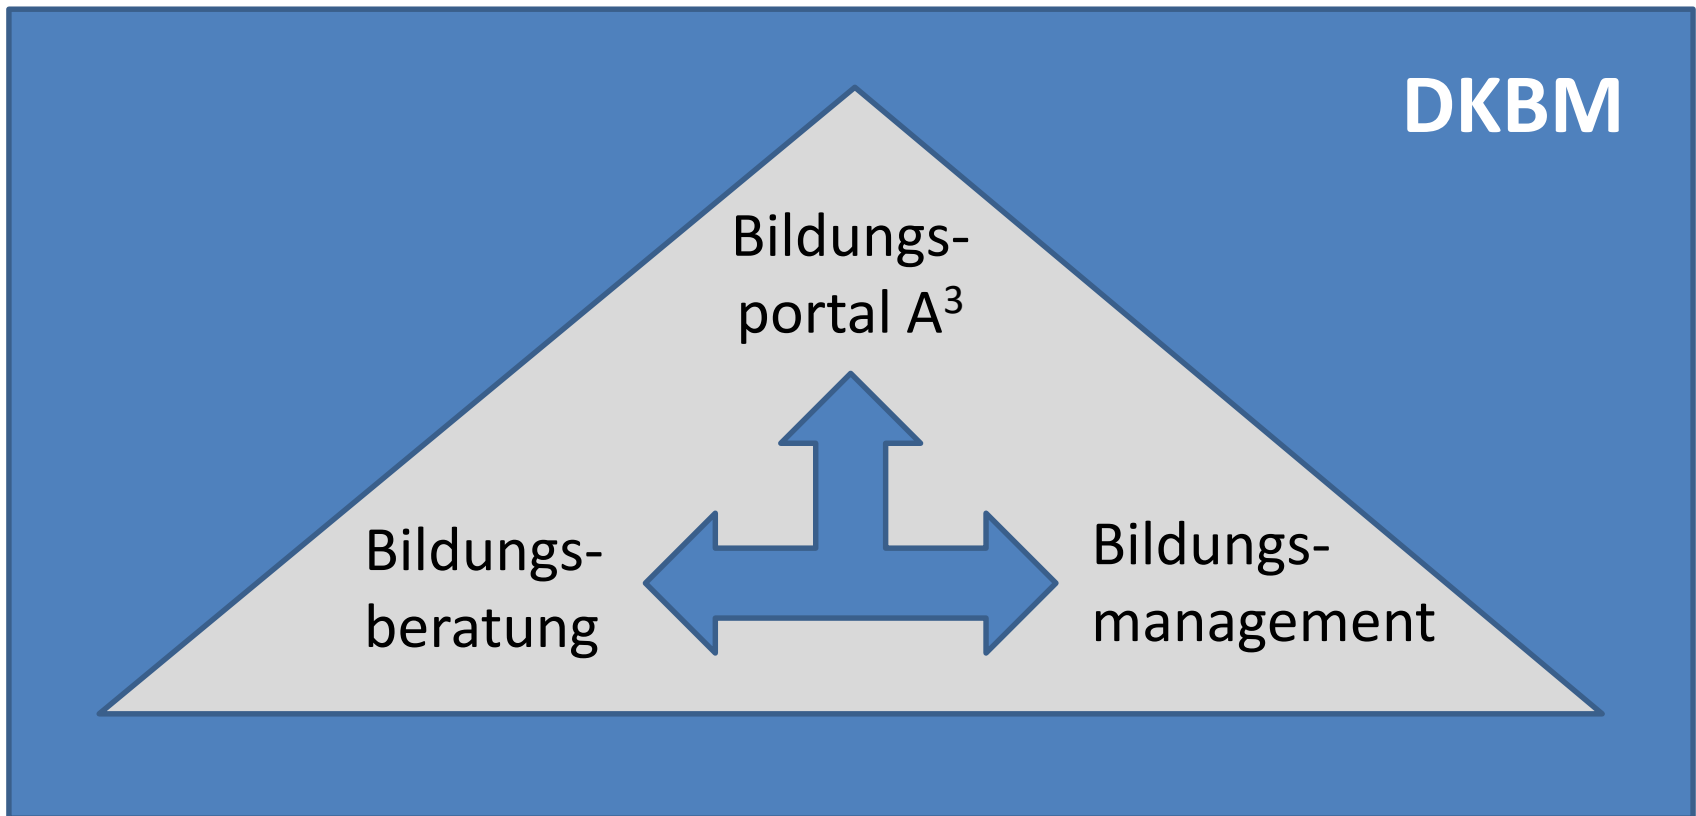 DKBM
Bildungs-
portal A³
Bildungs-
beratung
Bildungs-
management